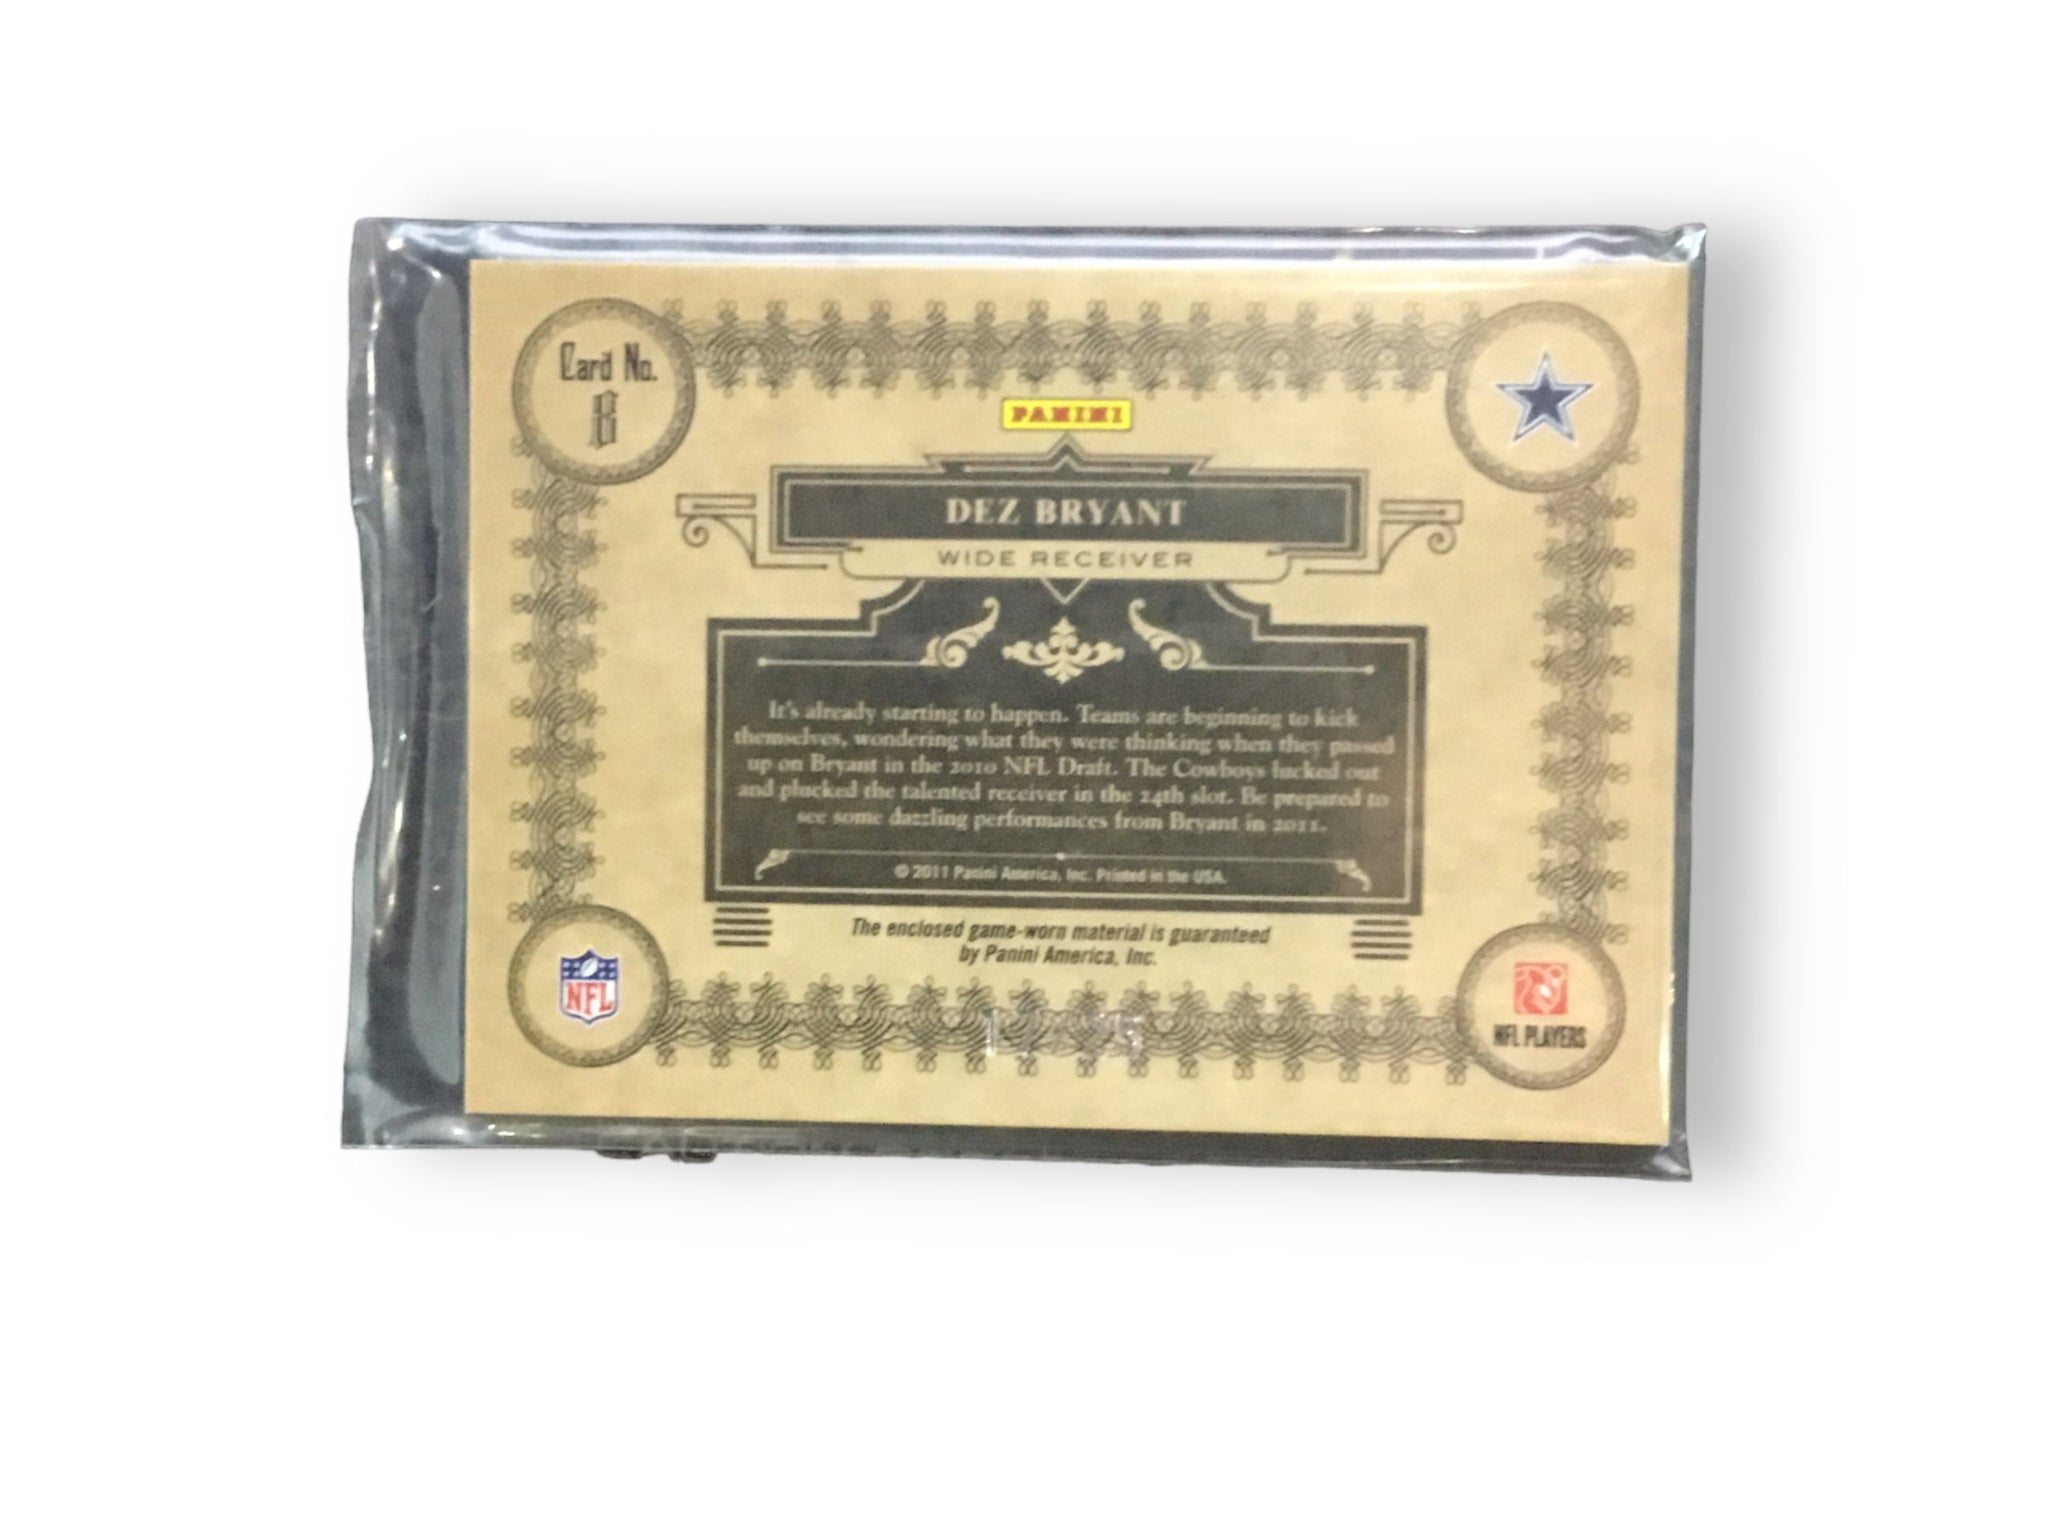 Card No.
8
PANINI
DEZ BRYANT
WIDE RECEIVER
It's already starting to happen. Teams are beginning to kick
themselves, wondering what they were thinking when they passed
up on Bryant in the 2010 NFL Draft. The Cowboys lucked out
and plucked the talented receiver in the 24th slot. Be prepared to
see some dazzling performances from Bryant in 2011.
© 2011 Panini America, Inc. Printed in the USA.
The enclosed game-worn material is guaranteed
by Panini America, Inc.
NFL
NFL PLAYERS